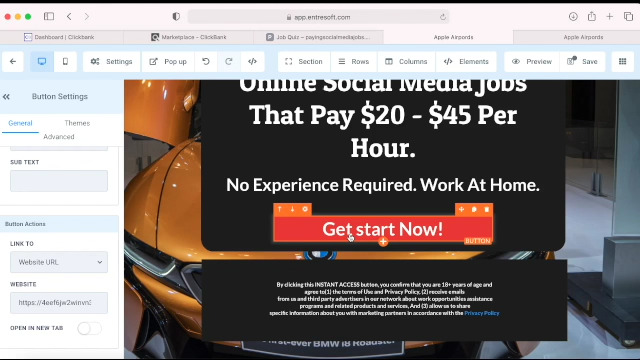 app.entresoft.com
Dashboard | Clickbank
Marketplace – ClickBank
Job Quiz – payingsocialmediajobs...
Apple Airpords
Apple Airpords
Settings
Pop up
Section
Rows
Columns
Elements
Preview
Save
Button Settings
General
Themes
Advanced
SUB TEXT
Button Actions
LINK TO
Website URL
WEBSITE
https://4eef6jw2winvn
OPEN IN NEW TAB
Online Social Media Jobs
That Pay $20 - $45 Per
Hour.
No Experience Required. Work At Home.
Get start Now!
BUTTON
By clicking this INSTANT ACCESS button, you confirm that you are 18+ years of age and
agree to(1) the terms of Use and Privacy Policy, (2) receive emails
from us and third party advertisers in our network about work opportunities assistance
programs and related products and services, And (3) allow us to share
specific information about you with marketing partners in accordance with the Privacy Policy
first-ever BMW i8 Roadster